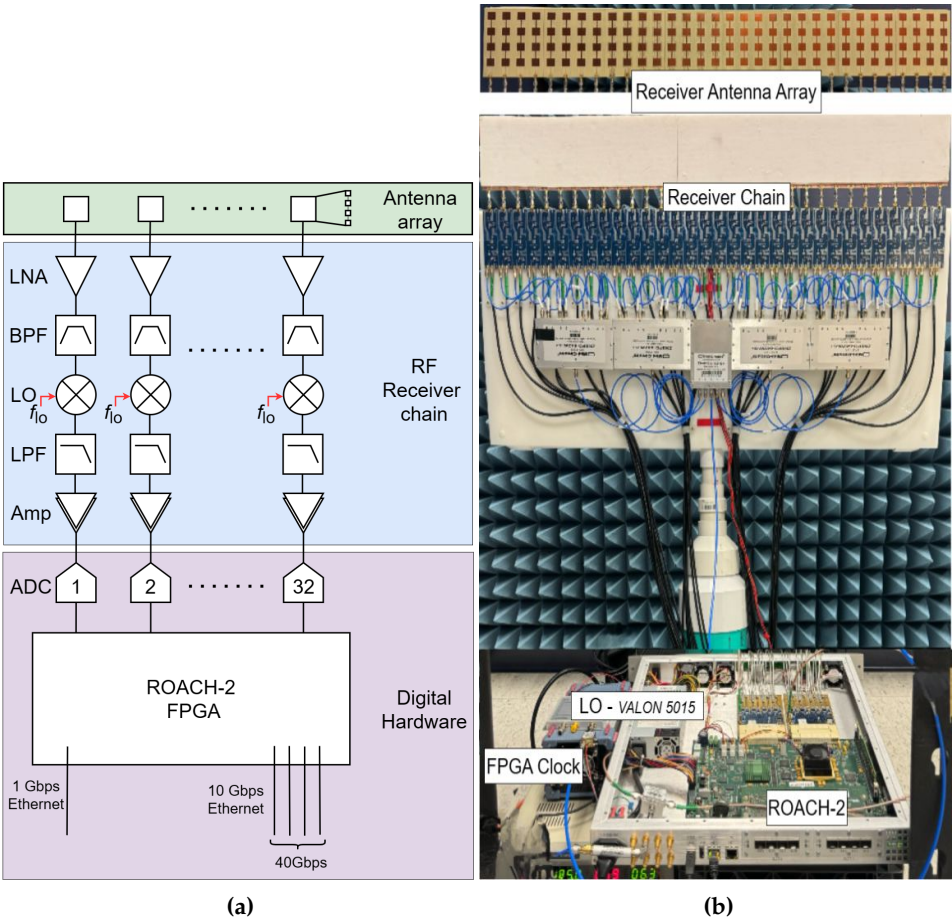 Antenna
array
LNA
BPF
LO
f_lo
f_lo
f_lo
LPF
Amp
RF
Receiver
chain
ADC
1
2
32
ROACH-2
FPGA
Digital
Hardware
1 Gbps
Ethernet
10 Gbps
Ethernet
40Gbps
(a)
Receiver Antenna Array
Receiver Chain
LO - VALON 5015
FPGA Clock
ROACH-2
(b)